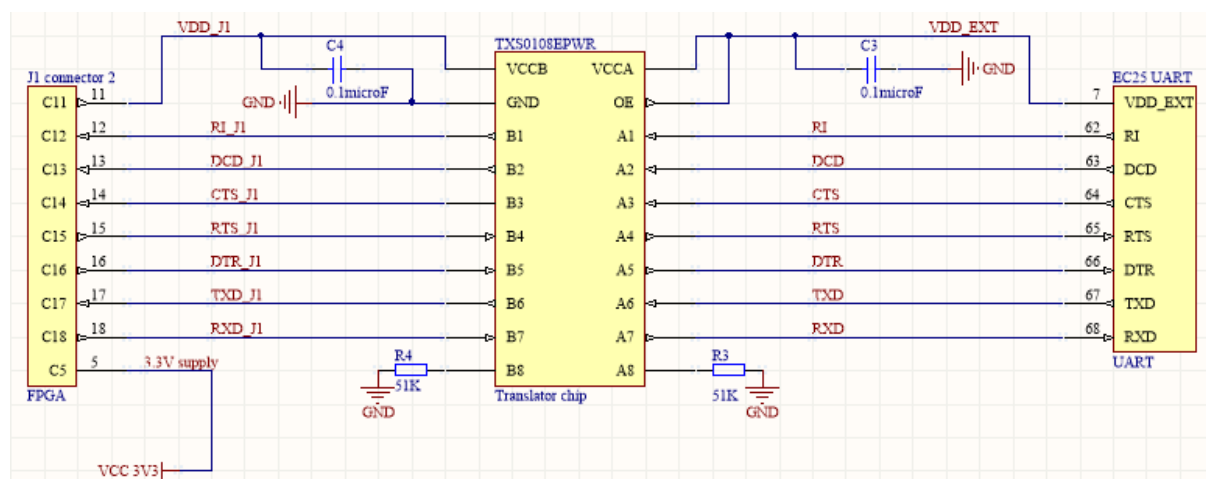 VDD_J1
VDD_EXT
C4
TXS0108EPWR
C3
J1 connector 2
VCCB VCCA
GND
EC25 UART
C11 11
0.1microF
0.1microF
7 VDD_EXT
GND
GND OE
C12 12 RI_J1 B1 A1 RI 62 RI
C13 13 DCD_J1 B2 A2 DCD 63 DCD
C14 14 CTS_J1 B3 A3 CTS 64 CTS
C15 15 RTS_J1 B4 A4 RTS 65 RTS
C16 16 DTR_J1 B5 A5 DTR 66 DTR
C17 17 TXD_J1 B6 A6 TXD 67 TXD
C18 18 RXD_J1 B7 A7 RXD 68 RXD
C5 5 3.3V supply R4 B8 A8 R3
UART
FPGA
51K
Translator chip
51K
GND
GND
VCC 3V3